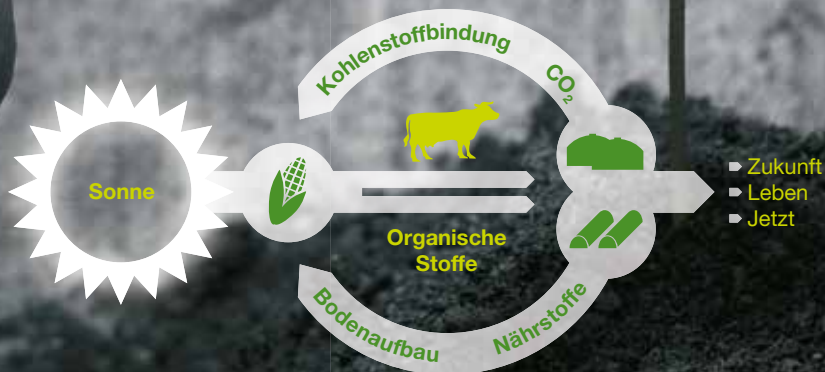 Kohlenstoffbindung
CO₂
Sonne
Organische
Stoffe
Zukunft
Leben
Jetzt
Bodenaufbau
Nährstoffe